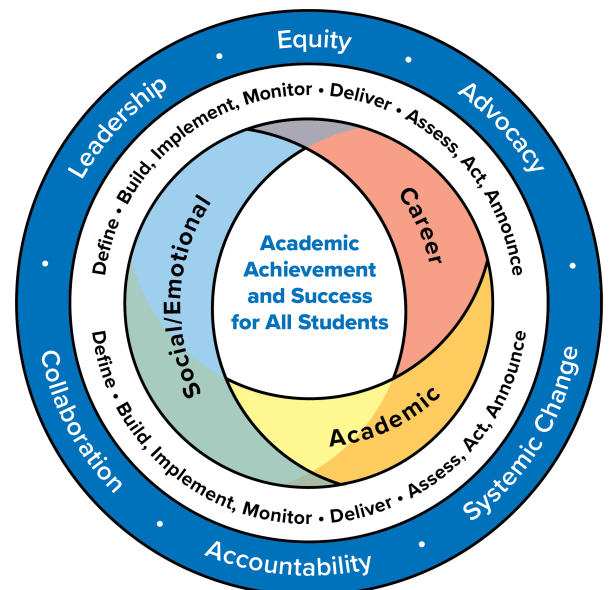 Equity
Advocacy
Systemic Change
Accountability
Collaboration
Leadership
Define • Build, Implement, Monitor • Deliver • Assess, Act, Announce
Define • Build, Implement, Monitor • Deliver • Assess, Act, Announce
Social/Emotional
Career
Academic
Academic
Achievement
and Success
for All Students